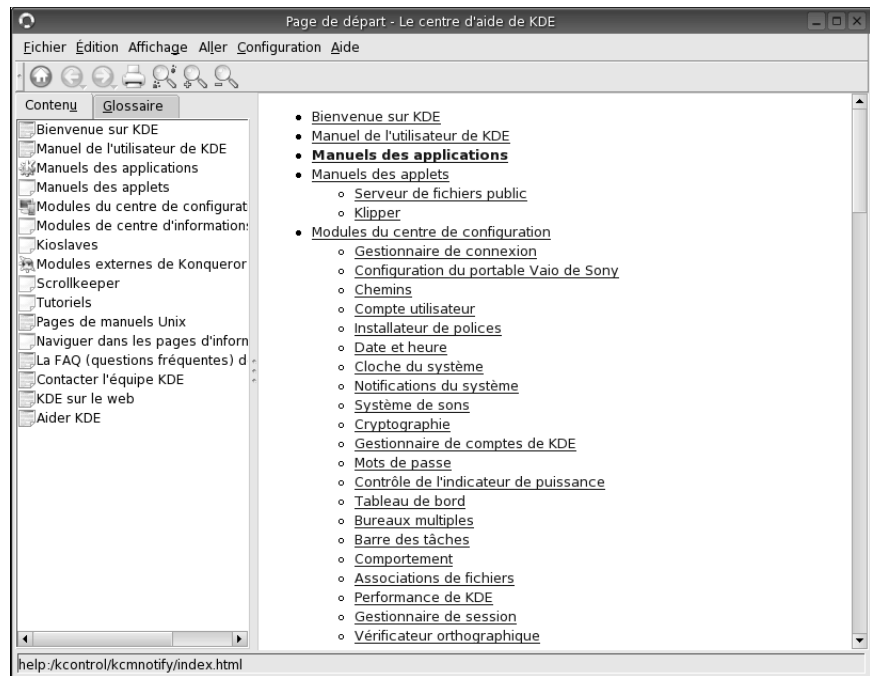 Page de départ - Le centre d'aide de KDE
Fichier Édition Affichage Aller Configuration Aide
Contenu Glossaire
Bienvenue sur KDE
Manuel de l'utilisateur de KDE
Manuels des applications
Manuels des applets
Modules du centre de configurat
Modules de centre d'information
Kioslaves
Modules externes de Konqueror
Scrollkeeper
Tutoriels
Pages de manuels Unix
Naviguer dans les pages d'inform
La FAQ (questions fréquentes) d
Contacter l'équipe KDE
KDE sur le web
Aider KDE
Bienvenue sur KDE
Manuel de l'utilisateur de KDE
Manuels des applications
Manuels des applets
Serveur de fichiers public
Klipper
Modules du centre de configuration
Gestionnaire de connexion
Configuration du portable Vaio de Sony
Chemins
Compte utilisateur
Installateur de polices
Date et heure
Cloche du système
Notifications du système
Système de sons
Cryptographie
Gestionnaire de comptes de KDE
Mots de passe
Contrôle de l'indicateur de puissance
Tableau de bord
Bureaux multiples
Barre des tâches
Comportement
Associations de fichiers
Performance de KDE
Gestionnaire de session
Vérificateur orthographique
help:/kcontrol/kcmnotify/index.html